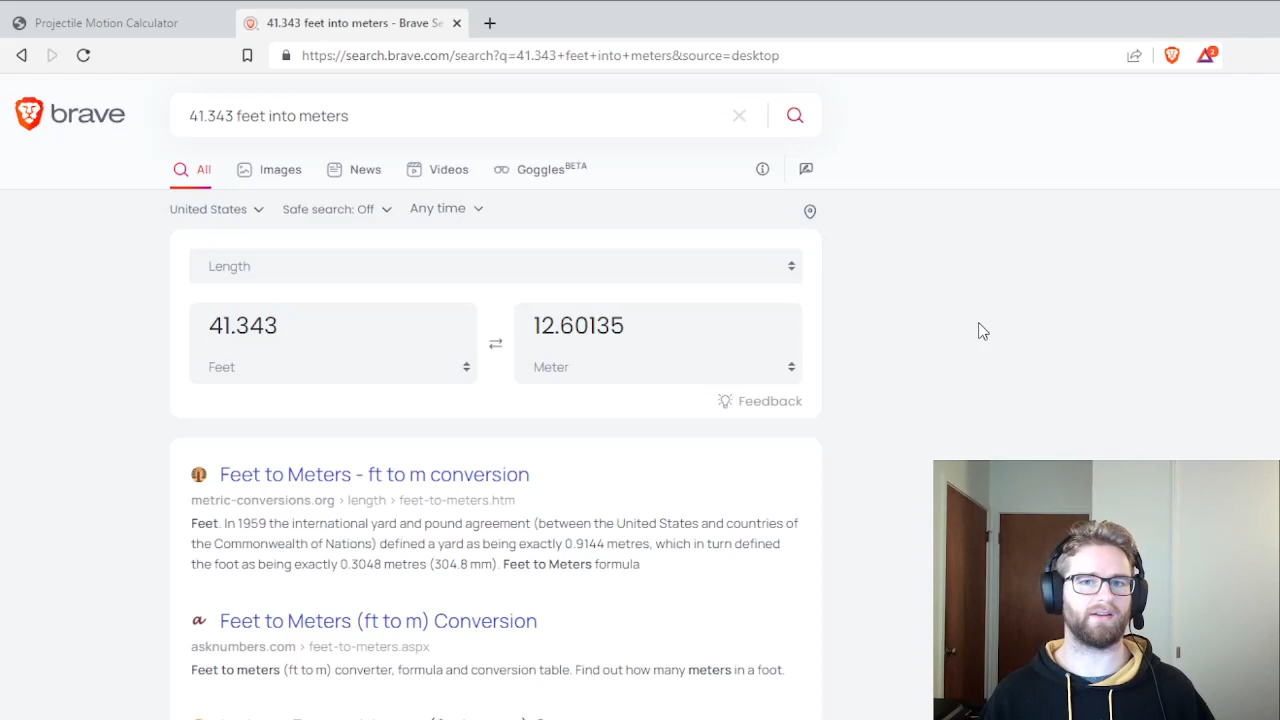 Projectile Motion Calculator
41.343 feet into meters - Brave Se
https://search.brave.com/search?q=41.343+feet+into+meters&source=desktop
2
brave
41.343 feet into meters
All
Images
News
Videos
Goggles BETA
United States
Safe search: Off
Any time
Length
41.343
Feet
12.60135
Meter
Feedback
Feet to Meters - ft to m conversion
metric-conversions.org › length › feet-to-meters.htm
Feet. In 1959 the international yard and pound agreement (between the United States and countries of
the Commonwealth of Nations) defined a yard as being exactly 0.9144 metres, which in turn defined
the foot as being exactly 0.3048 metres (304.8 mm). Feet to Meters formula
a
Feet to Meters (ft to m) Conversion
asknumbers.com › feet-to-meters.aspx
Feet to meters (ft to m) converter, formula and conversion table. Find out how many meters in a foot.